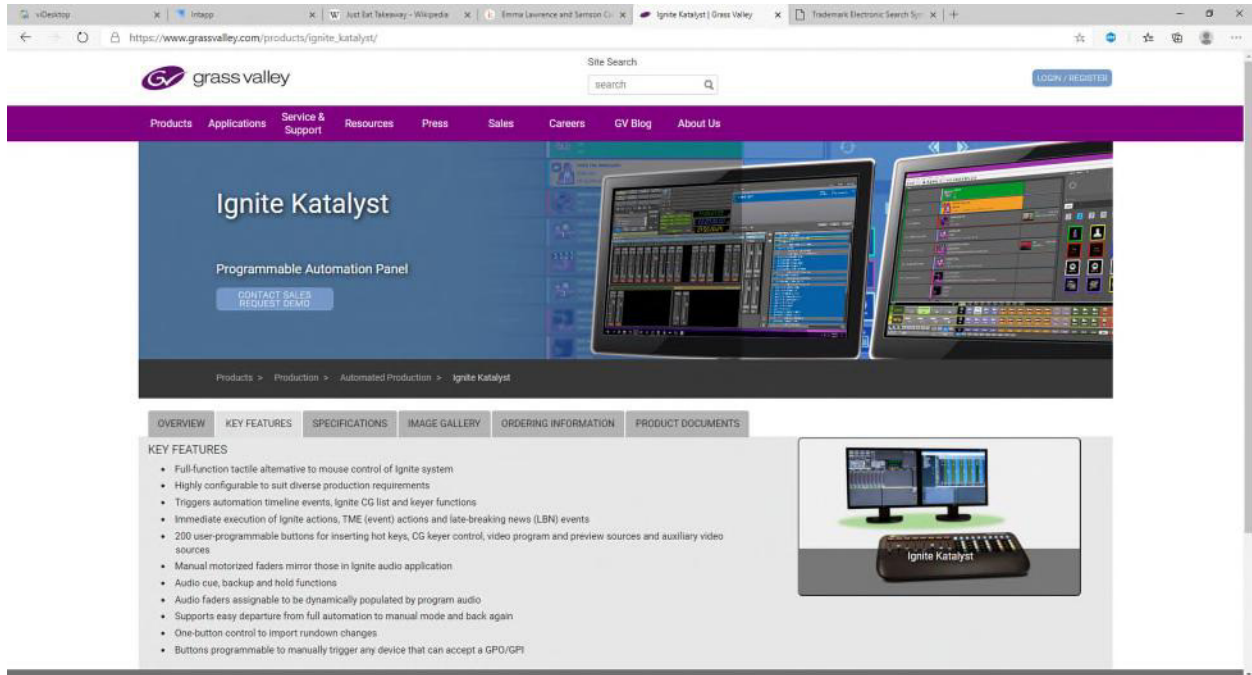 viDesktop
Intapp
Just Eat Takeaway - Wikipedia
Emma Lawrence and Samson Co
Ignite Katalyst | Grass Valley
Trademark Electronic Search Sys
https://www.grassvalley.com/products/ignite_katalyst/
GV grass valley
Site Search
search
LOGIN / REGISTER
Products Applications Service & Support Resources Press Sales Careers GV Blog About Us
Ignite Katalyst
Programmable Automation Panel
CONTACT SALES
REQUEST DEMO
Products > Production > Automated Production > Ignite Katalyst
OVERVIEW KEY FEATURES SPECIFICATIONS IMAGE GALLERY ORDERING INFORMATION PRODUCT DOCUMENTS
KEY FEATURES
• Full-function tactile alternative to mouse control of Ignite system
• Highly configurable to suit diverse production requirements
• Triggers automation timeline events, Ignite CG list and keyer functions
• Immediate execution of Ignite actions, TME (event) actions and late-breaking news (LBN) events
• 200 user-programmable buttons for inserting hot keys, CG keyer control, video program and preview sources and auxiliary video
sources
• Manual motorized faders mirror those in Ignite audio application
• Audio cue, backup and hold functions
• Audio faders assignable to be dynamically populated by program audio
• Supports easy departure from full automation to manual mode and back again
• One-button control to import rundown changes
• Buttons programmable to manually trigger any device that can accept a GPO/GPI
Ignite Katalyst